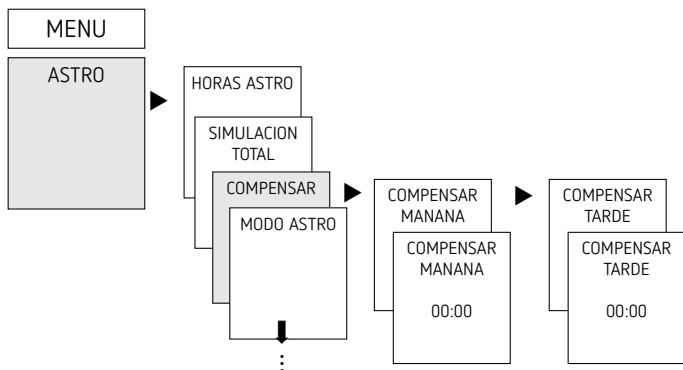 MENU
ASTRO
HORAS ASTRO
SIMULACION
TOTAL
COMPENSAR
MODO ASTRO
COMPENSAR
MANANA
COMPENSAR
MANANA
00:00
COMPENSAR
TARDE
COMPENSAR
TARDE
00:00